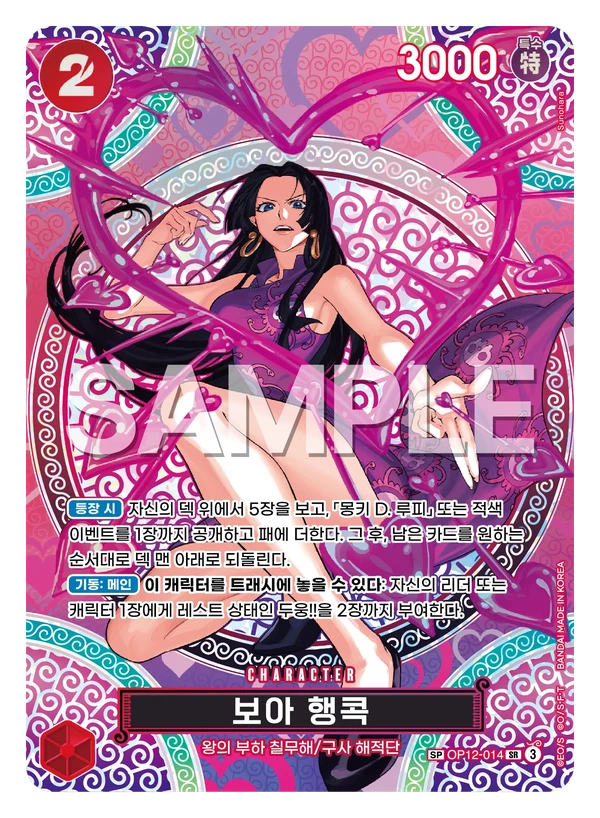 2
3000
특수
特
Sunohara
SAMPLE
등장 시 자신의 덱 위에서 5장을 보고, 「몽키 D. 루피」 또는 적색
이벤트를 1장까지 공개하고 패에 더한다. 그 후, 남은 카드를 원하는
순서대로 덱 맨 아래로 되돌린다.
기동: 메인 이 캐릭터를 트래시에 놓을 수 있다: 자신의 리더 또는
캐릭터 1장에게 레스트 상태인 두웅!!을 2장까지 부여한다.
CHARACTER
보아 행콕
왕의 부하 칠무해/구사 해적단
SP OP12-014 SR 3
©EO/S ©O/S·F·T BANDAI MADE IN KOREA